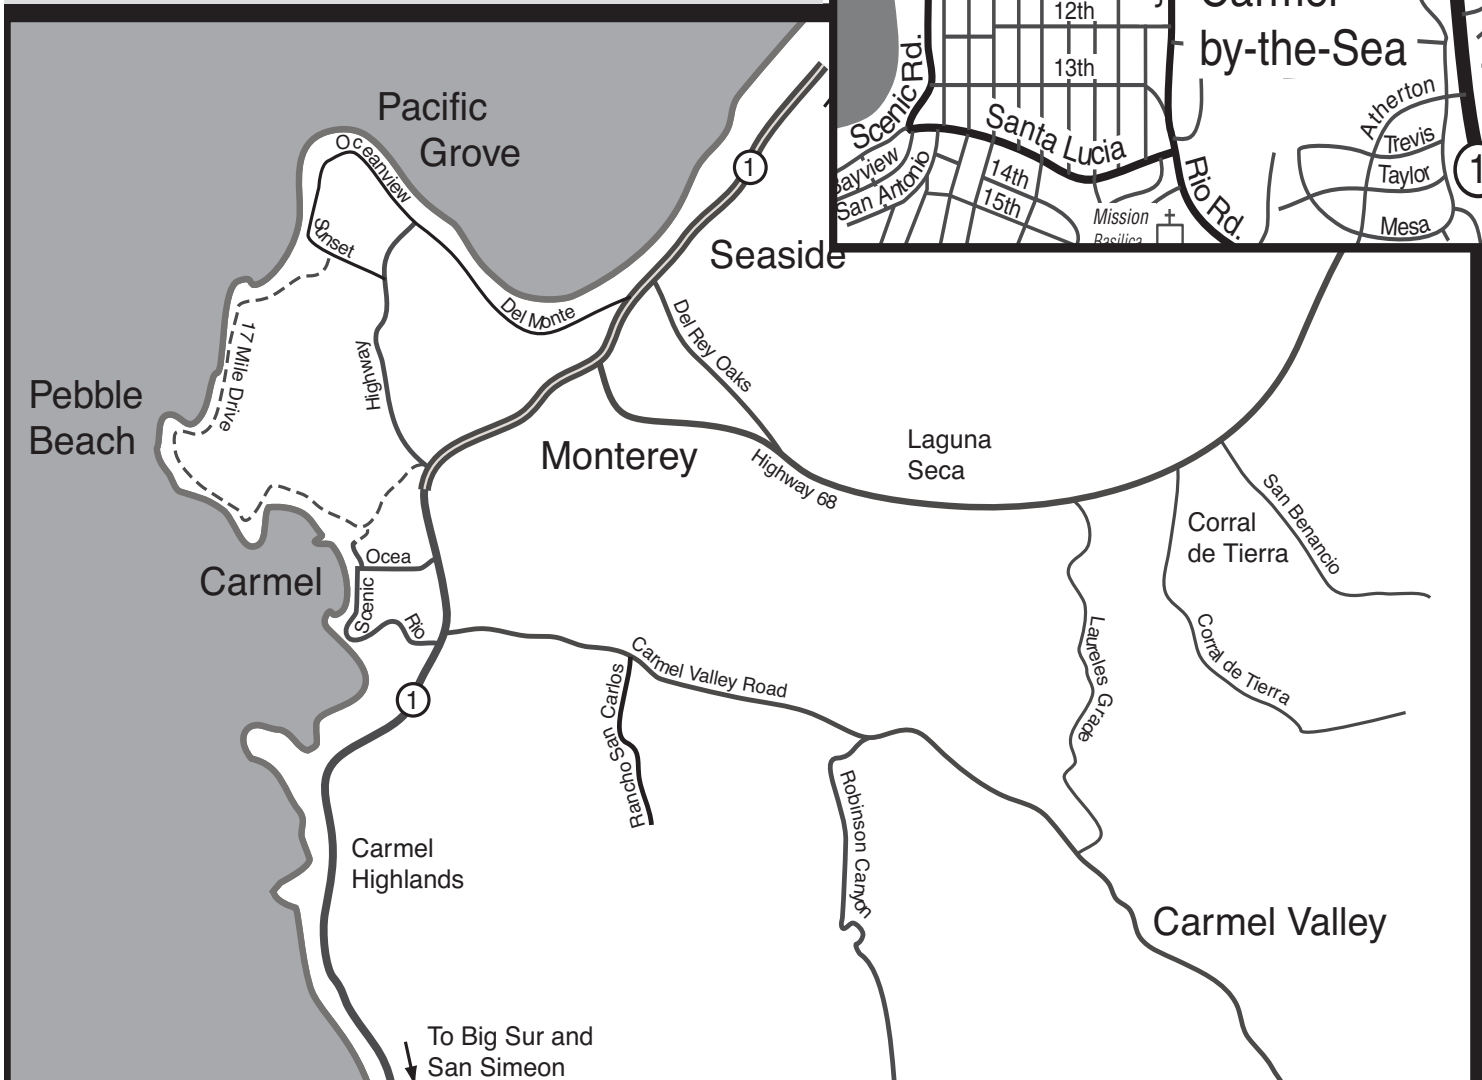 12th
by-the-Sea
13th
Scenic Rd.
Santa Lucia
Atherton
Trevis
Taylor
Mesa
1
San Antonio
14th
15th
Mission
Rio Rd.
Pacific
Grove
Oceanview
1
Sunset
Seaside
Del Monte
Del Rey Oaks
17 Mile Drive
Highway
Pebble
Beach
Monterey
Highway 68
Laguna
Seca
San Benancio
Corral
de Tierra
Ocea
Carmel
Scenic
Rio
Carmel Valley Road
Rancho San Carlos
Laureles Grade
Corral de Tierra
1
Robinson Canyon
Carmel
Highlands
Carmel Valley
To Big Sur and
San Simeon